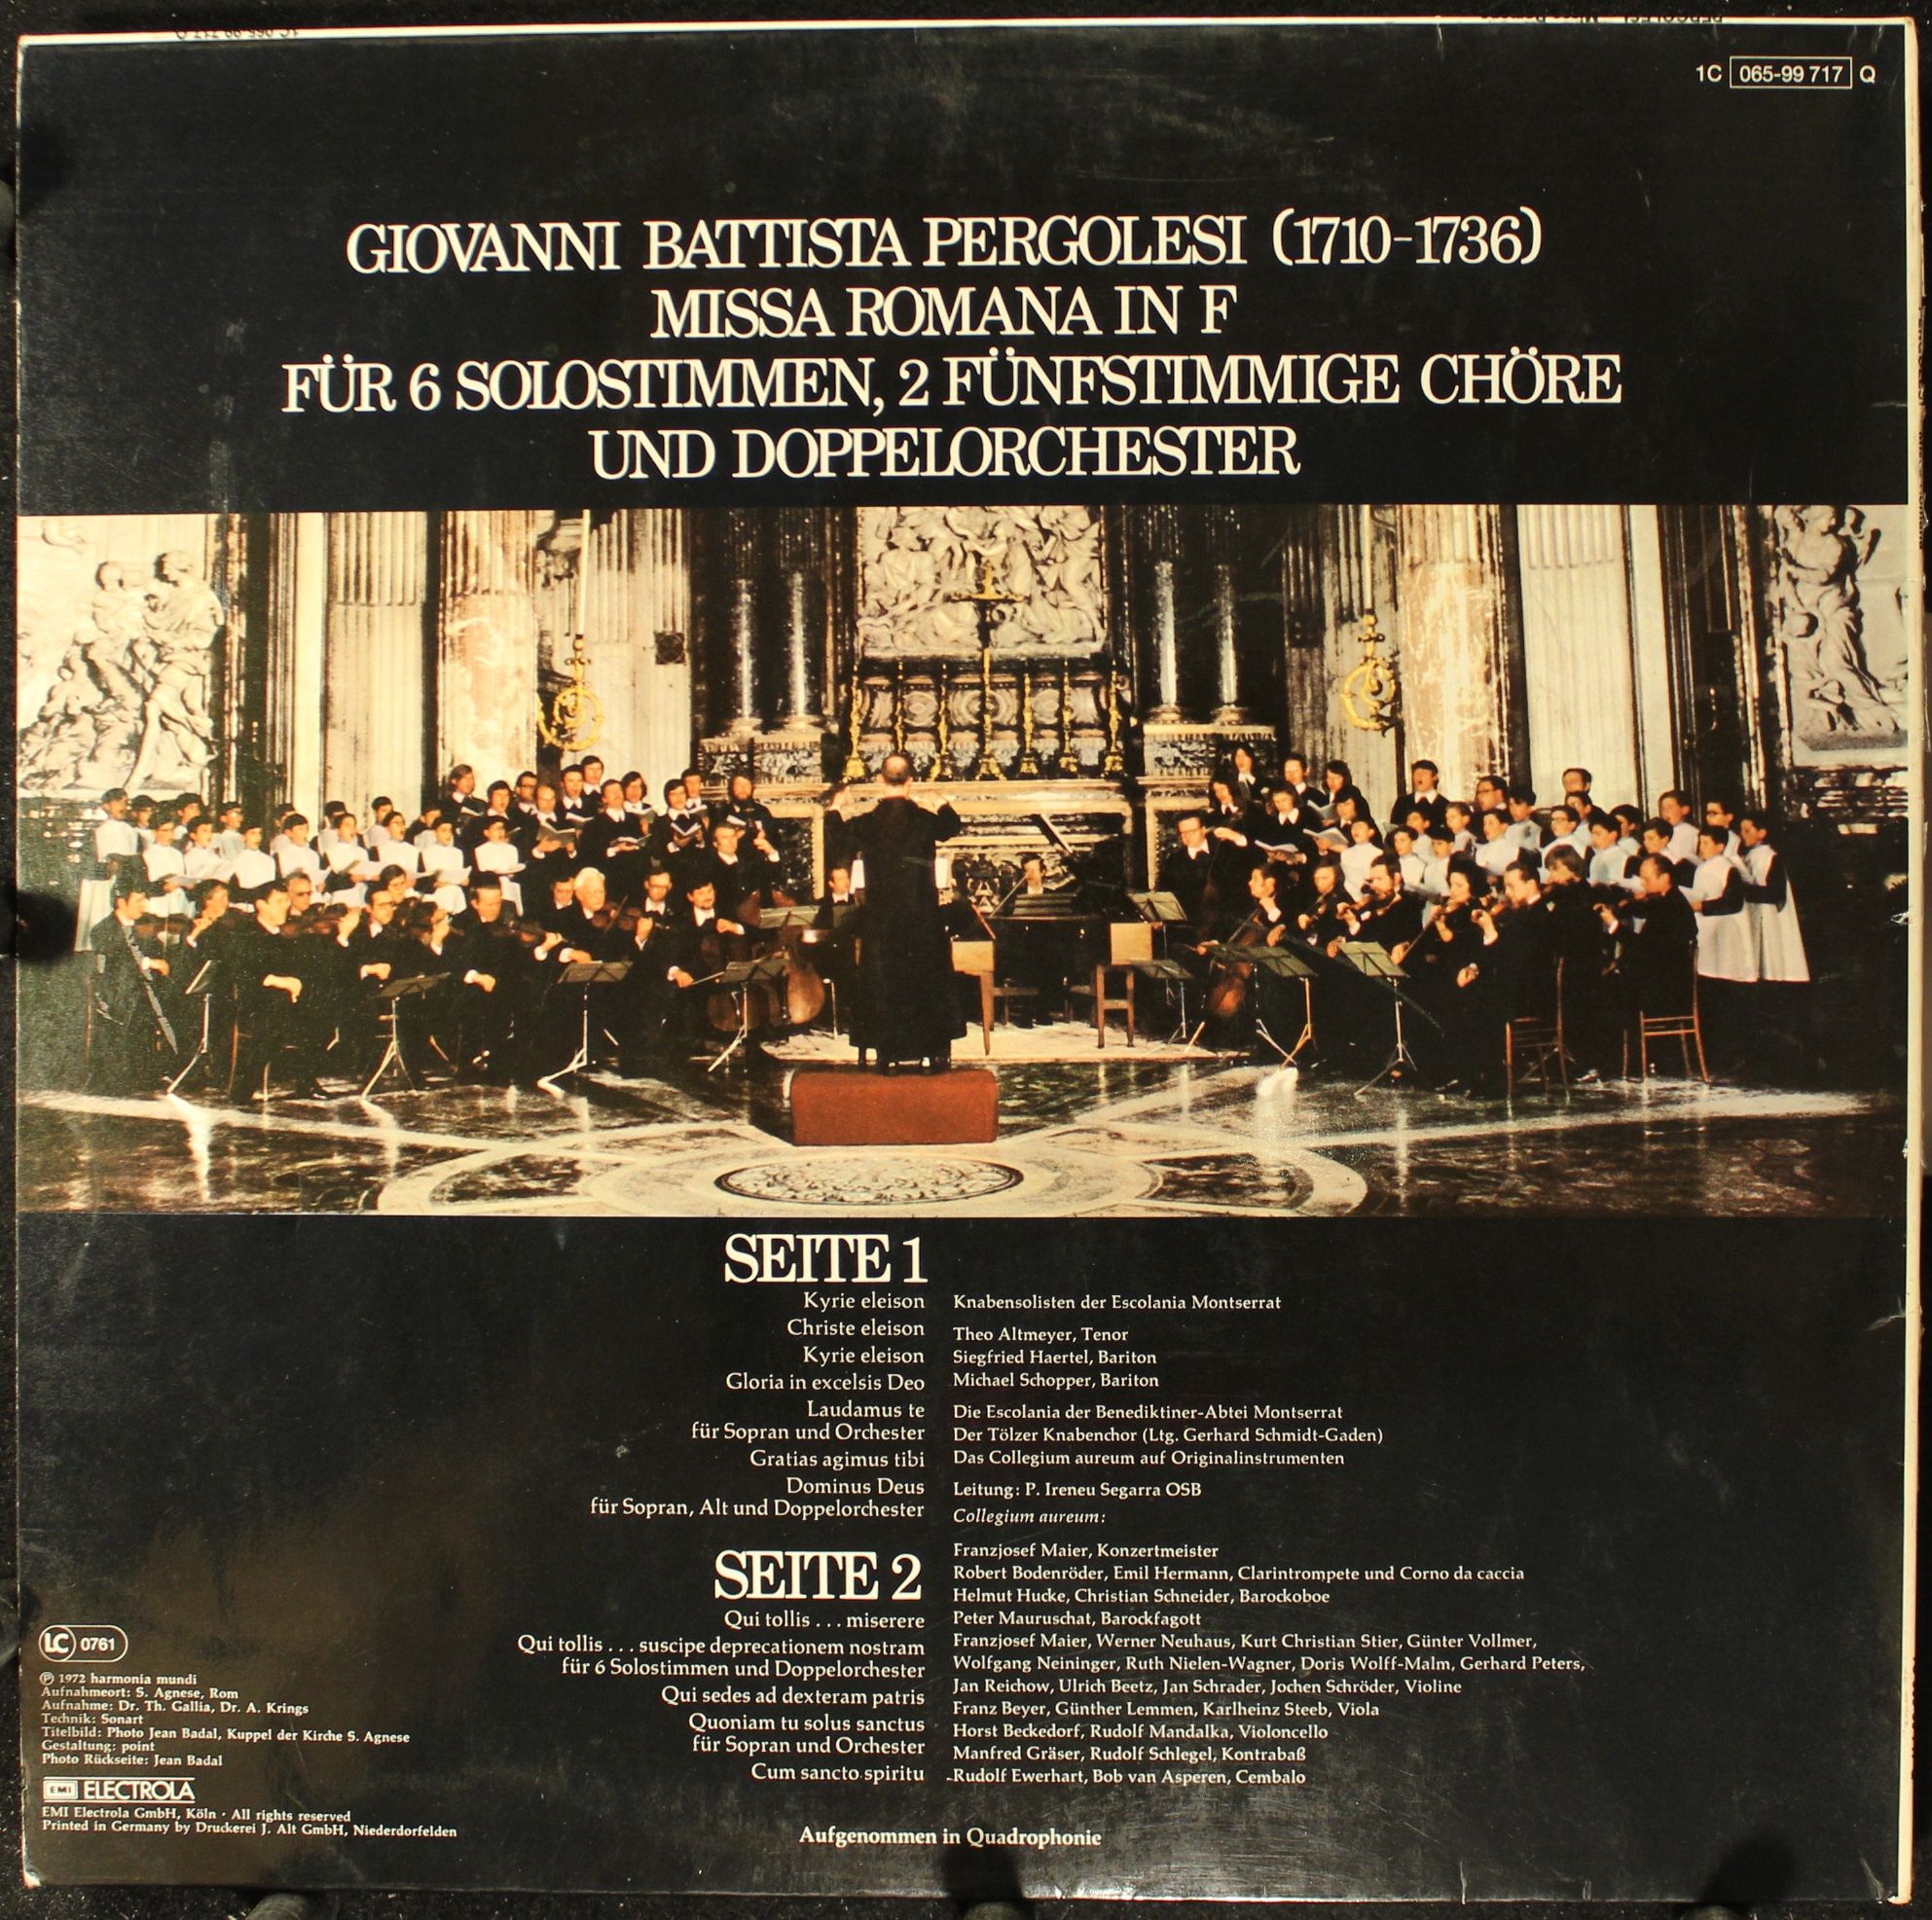 1C 065-99 717 Q
GIOVANNI BATTISTA PERGOLESI (1710-1736)
MISSA ROMANA IN F
FÜR 6 SOLOSTIMMEN, 2 FÜNFSTIMMIGE CHÖRE
UND DOPPELORCHESTER
SEITE 1
Kyrie eleison
Christe eleison
Kyrie eleison
Gloria in excelsis Deo
Laudamus te
für Sopran und Orchester
Gratias agimus tibi
Dominus Deus
für Sopran, Alt und Doppelorchester
SEITE 2
Qui tollis . . . miserere
Qui tollis . . . suscipe deprecationem nostram
für 6 Solostimmen und Doppelorchester
Qui sedes ad dexteram patris
Quoniam tu solus sanctus
für Sopran und Orchester
Cum sancto spiritu
Knabensolisten der Escolania Montserrat
Theo Altmeyer, Tenor
Siegfried Haertel, Bariton
Michael Schopper, Bariton
Die Escolania der Benediktiner-Abtei Montserrat
Der Tölzer Knabenchor (Ltg. Gerhard Schmidt-Gaden)
Das Collegium aureum auf Originalinstrumenten
Leitung: P. Ireneu Segarra OSB
Collegium aureum:
Franzjosef Maier, Konzertmeister
Robert Bodenröder, Emil Hermann, Clarintrompete und Corno da caccia
Helmut Hucke, Christian Schneider, Barockoboe
Peter Mauruschat, Barockfagott
Franzjosef Maier, Werner Neuhaus, Kurt Christian Stier, Günter Vollmer,
Wolfgang Neininger, Ruth Nielen-Wagner, Doris Wolff-Malm, Gerhard Peters,
Jan Reichow, Ulrich Beetz, Jan Schrader, Jochen Schröder, Violine
Franz Beyer, Günther Lemmen, Karlheinz Steeb, Viola
Horst Beckedorf, Rudolf Mandalka, Violoncello
Manfred Gräser, Rudolf Schlegel, Kontrabaß
Rudolf Ewerhart, Bob van Asperen, Cembalo
LC 0761
℗ 1972 harmonia mundi
Aufnahmeort: S. Agnese, Rom
Aufnahme: Dr. Th. Gallia, Dr. A. Krings
Technik: Sonart
Titelbild: Photo Jean Badal, Kuppel der Kirche S. Agnese
Gestaltung: point
Photo Rückseite: Jean Badal
EMI ELECTROLA
EMI Electrola GmbH, Köln · All rights reserved
Printed in Germany by Druckerei J. Alt GmbH, Niederdorfelden
Aufgenommen in Quadrophonie